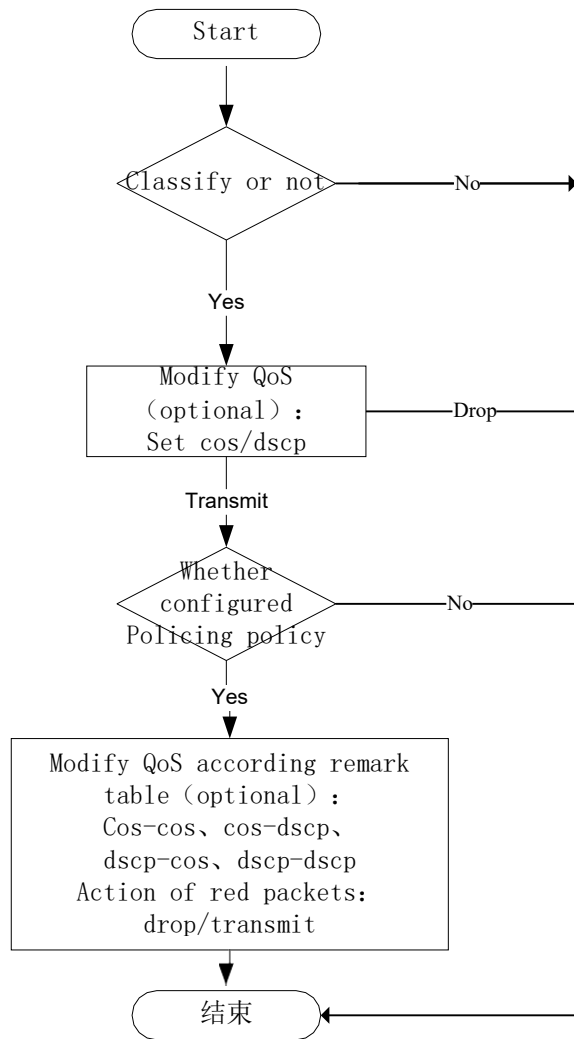 Start
Classify or not
No
Yes
Modify QoS
（optional）：
Set cos/dscp
Drop
Transmit
Whether
configured
Policing policy
No
Yes
Modify QoS according remark
table（optional）：
Cos-cos、cos-dscp、
dscp-cos、dscp-dscp
Action of red packets：
drop/transmit
结束